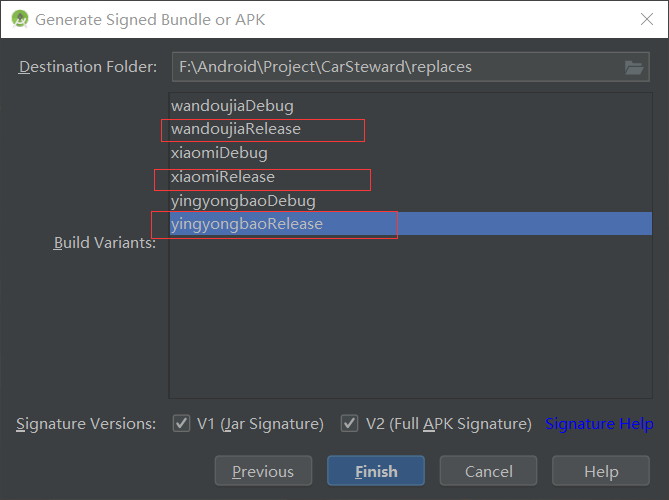 Generate Signed Bundle or APK
Destination Folder: F:\Android\Project\CarSteward\replaces
wandoujiaDebug
wandoujiaRelease
xiaomiDebug
xiaomiRelease
yingyongbaoDebug
yingyongbaoRelease
Build Variants:
Signature Versions: V1 (Jar Signature) V2 (Full APK Signature) Signature Help
Previous Finish Cancel Help